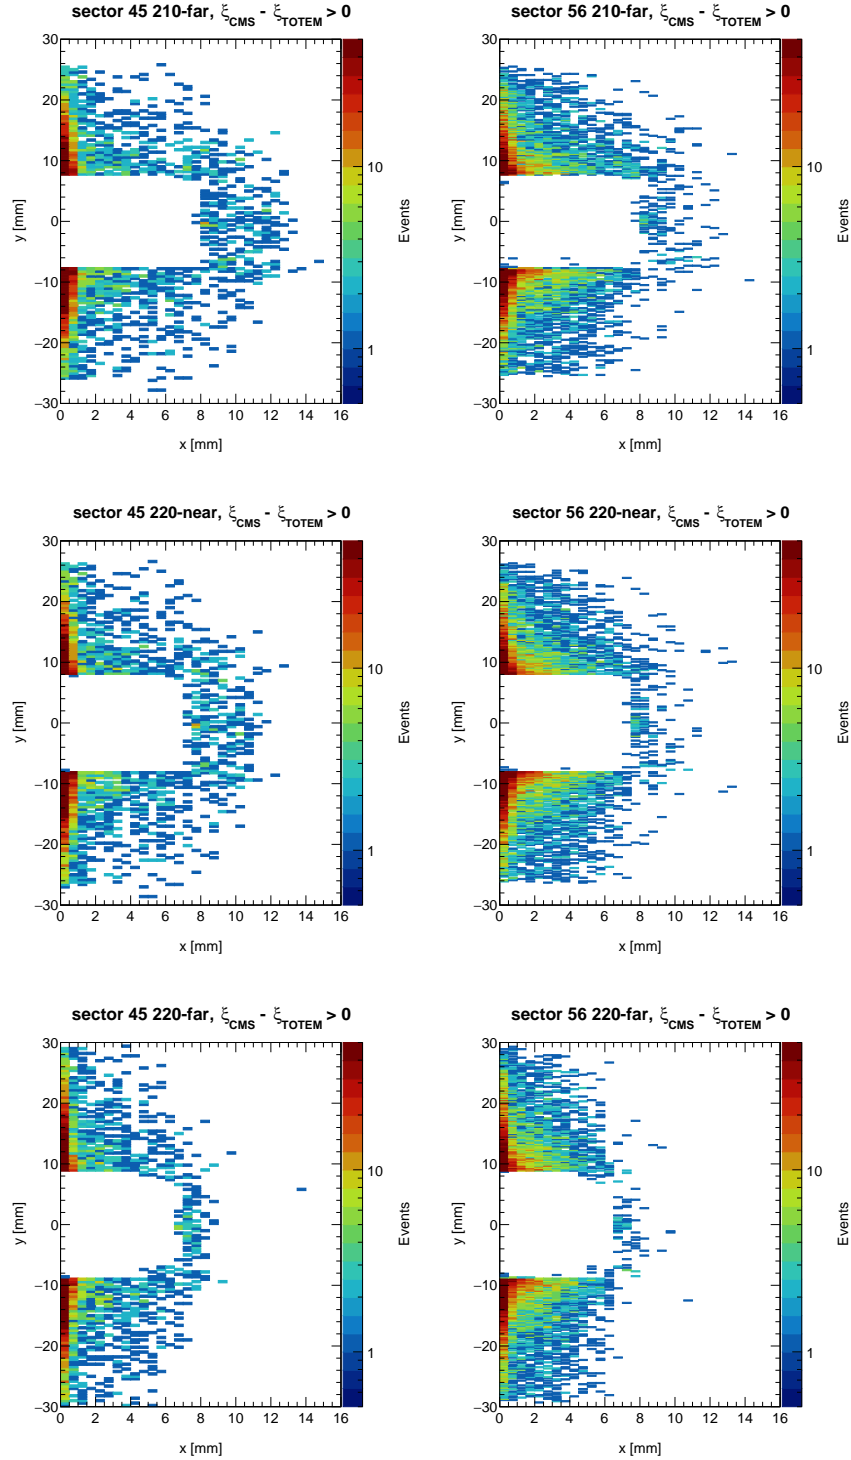 sector 45 210-far, ξCMS - ξTOTEM > 0
y [mm]
30
20
10
0
−10
−20
−30
0 2 4 6 8 10 12 14 16
x [mm]
10
1
Events
sector 56 210-far, ξCMS - ξTOTEM > 0
y [mm]
30
20
10
0
−10
−20
−30
0 2 4 6 8 10 12 14 16
x [mm]
10
1
Events
sector 45 220-near, ξCMS - ξTOTEM > 0
y [mm]
30
20
10
0
−10
−20
−30
0 2 4 6 8 10 12 14 16
x [mm]
10
1
Events
sector 56 220-near, ξCMS - ξTOTEM > 0
y [mm]
30
20
10
0
−10
−20
−30
0 2 4 6 8 10 12 14 16
x [mm]
10
1
Events
sector 45 220-far, ξCMS - ξTOTEM > 0
y [mm]
30
20
10
0
−10
−20
−30
0 2 4 6 8 10 12 14 16
x [mm]
10
1
Events
sector 56 220-far, ξCMS - ξTOTEM > 0
y [mm]
30
20
10
0
−10
−20
−30
0 2 4 6 8 10 12 14 16
x [mm]
10
1
Events